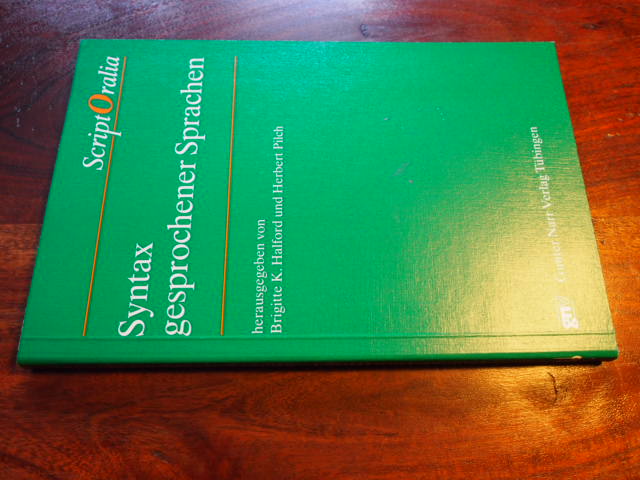 ScriptOralia
Syntax
gesprochener Sprachen
herausgegeben von
Brigitte K. Halford und Herbert Pilch
gnv Gunter Narr Verlag Tübingen